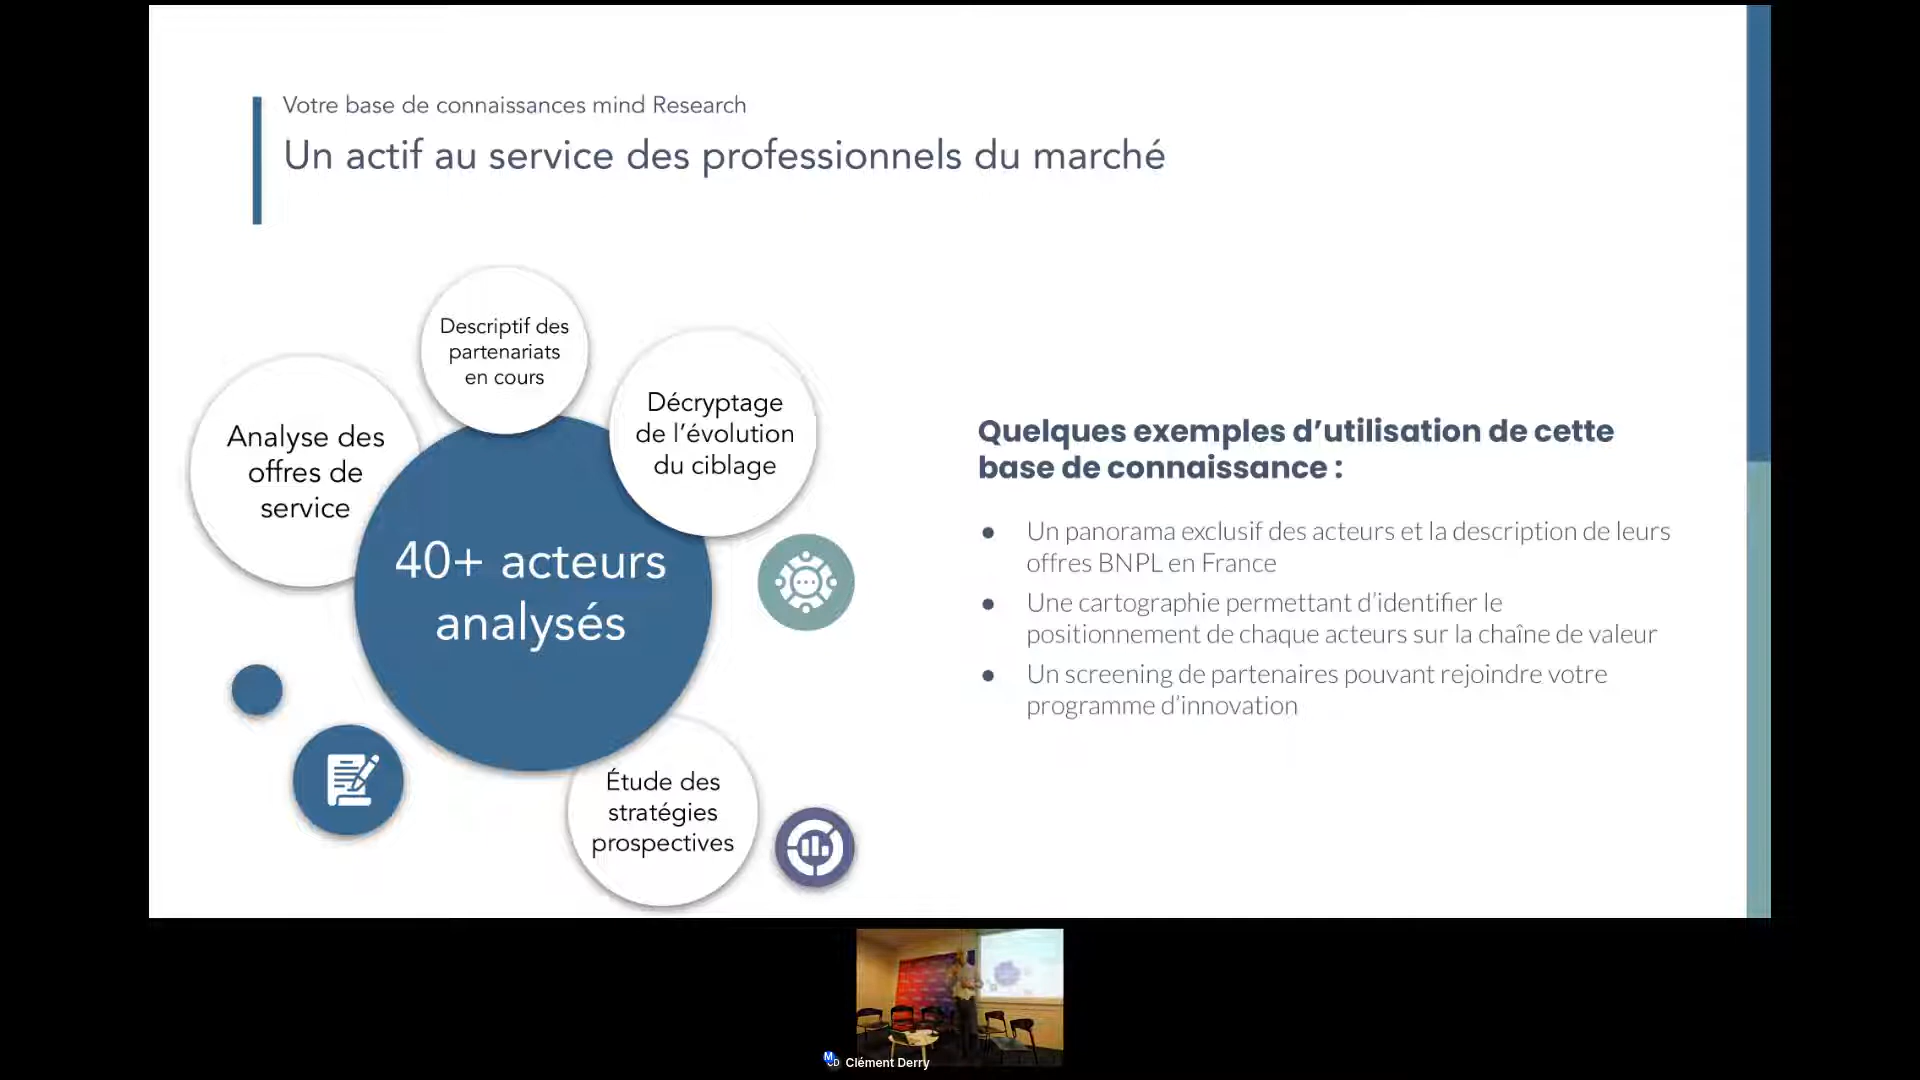 Votre base de connaissances mind Research
Un actif au service des professionnels du marché
Descriptif des
partenariats
en cours
Décryptage
de l'évolution
du ciblage
Analyse des
offres de
service
40+ acteurs
analysés
Étude des
stratégies
prospectives
Quelques exemples d'utilisation de cette
base de connaissance :
● Un panorama exclusif des acteurs et la description de leurs
offres BNPL en France
● Une cartographie permettant d'identifier le
positionnement de chaque acteurs sur la chaîne de valeur
● Un screening de partenaires pouvant rejoindre votre
programme d'innovation
M CD Clément Derry